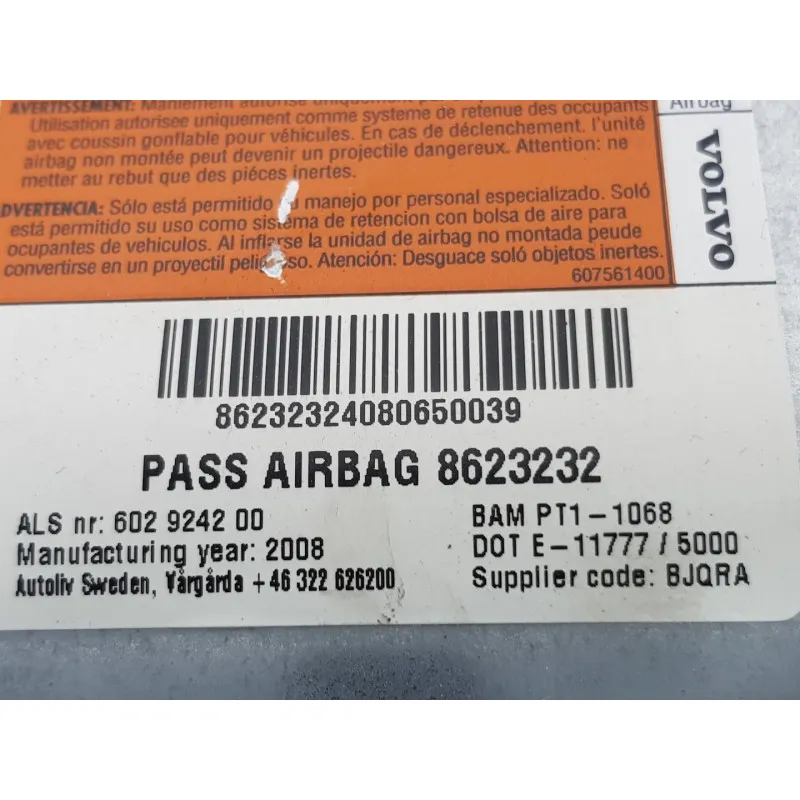 AVERTISSEMENT: Maniement autorisé uniquement
Utilisation autorisee uniquement comme système de retenue des occupants
avec coussin gonflable pour véhicules. En cas de déclenchement. l'unité
airbag non montée peut devenir un projectile dangereux. Attention: ne
metter au rebut que des piéces inertes.
DVERTENCIA: Sólo está permitido manejo por personal especializado. Soló
está permitido su uso como sistema de retencion con bolsa de aire para
ocupantes de vehiculos. Al inflarse la unidad de airbag no montada peude
convertirse en un proyectil so. Atención: Desguace soló objetos inertes.
607561400
Airbag
VOLVO
86232324080650039
PASS AIRBAG 8623232
ALS nr: 602 9242 00
Manufacturing year: 2008
Autoliv Sweden, Vårgårda +46 322 626200
BAM PT1-1068
DOT E-11777 / 5000
Supplier code: BJQRA